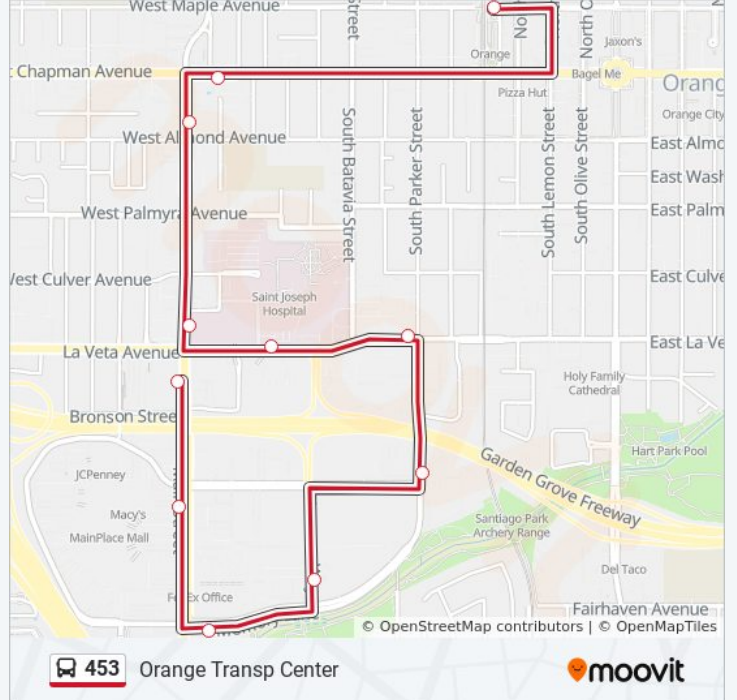 West Maple Avenue
Street
Nor
North C
N
Jaxon's
Orange
Chapman Avenue
Bagel Me
Orang
Pizza Hut
Orange City
West Almond Avenue
South Batavia Street
South Parker Street
South Lemon Street
South Olive Street
East Almo
East Wash
West Palmyra Avenue
East Palm
West Culver Avenue
East Culve
Saint Joseph
Hospital
La Veta Avenue
East La Ve
Holy Family
Cathedral
Bronson Stree
Hart Park Pool
Garden Grove Freeway
JCPenney
Macy's
MainPlace Mall
Santiago Park
Archery Range
Del Taco
FedEx Office
Fairhaven Avenue
© OpenStreetMap contributors | © OpenMapTiles
453 Orange Transp Center
moovit